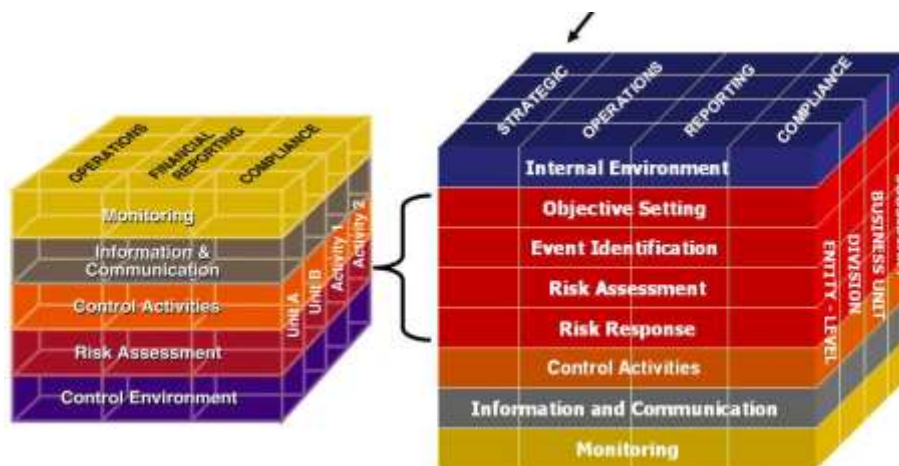 OPERATIONS
FINANCIAL
REPORTING
COMPLIANCE
Monitoring
Information &
Communication
Control Activities
Risk Assessment
Control Environment
Unit A
Unit B
Activity 1
Activity 2
STRATEGIC
OPERATIONS
REPORTING
COMPLIANCE
Internal Environment
Objective Setting
Event Identification
Risk Assessment
Risk Response
Control Activities
Information and Communication
Monitoring
ENTITY - LEVEL
DIVISION
BUSINESS UNIT